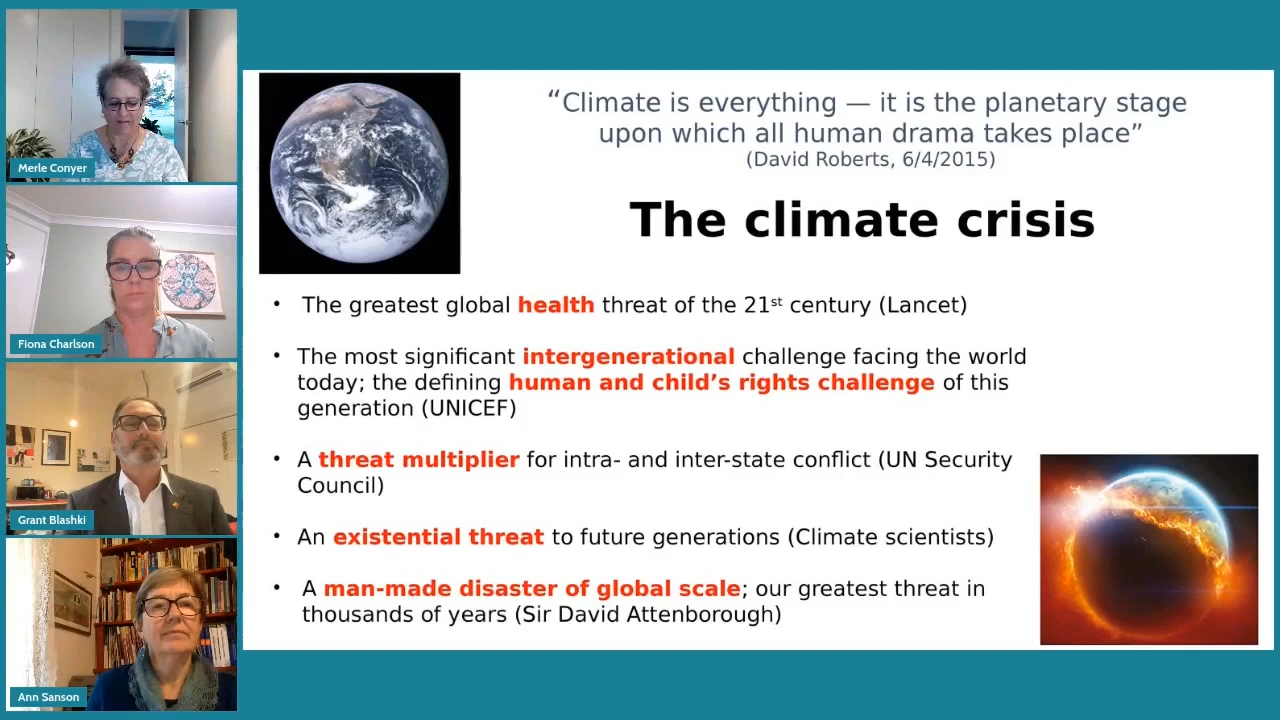 Merle Conyer
Fiona Charlson
Grant Blashki
Ann Sanson
“Climate is everything — it is the planetary stage
upon which all human drama takes place”
(David Roberts, 6/4/2015)
The climate crisis
• The greatest global health threat of the 21st century (Lancet)
• The most significant intergenerational challenge facing the world
today; the defining human and child’s rights challenge of this
generation (UNICEF)
• A threat multiplier for intra- and inter-state conflict (UN Security
Council)
• An existential threat to future generations (Climate scientists)
• A man-made disaster of global scale; our greatest threat in
thousands of years (Sir David Attenborough)